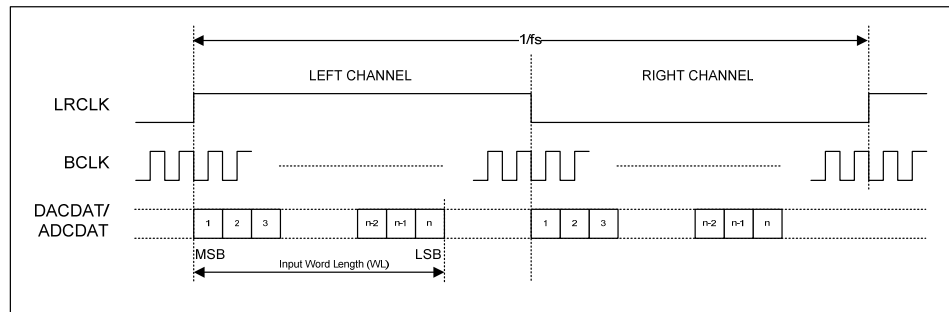 1/fs
LEFT CHANNEL
RIGHT CHANNEL
LRCLK
BCLK
DACDAT/
ADCDAT
1 2 3 n-2 n-1 n 1 2 3 n-2 n-1 n
MSB LSB
Input Word Length (WL)